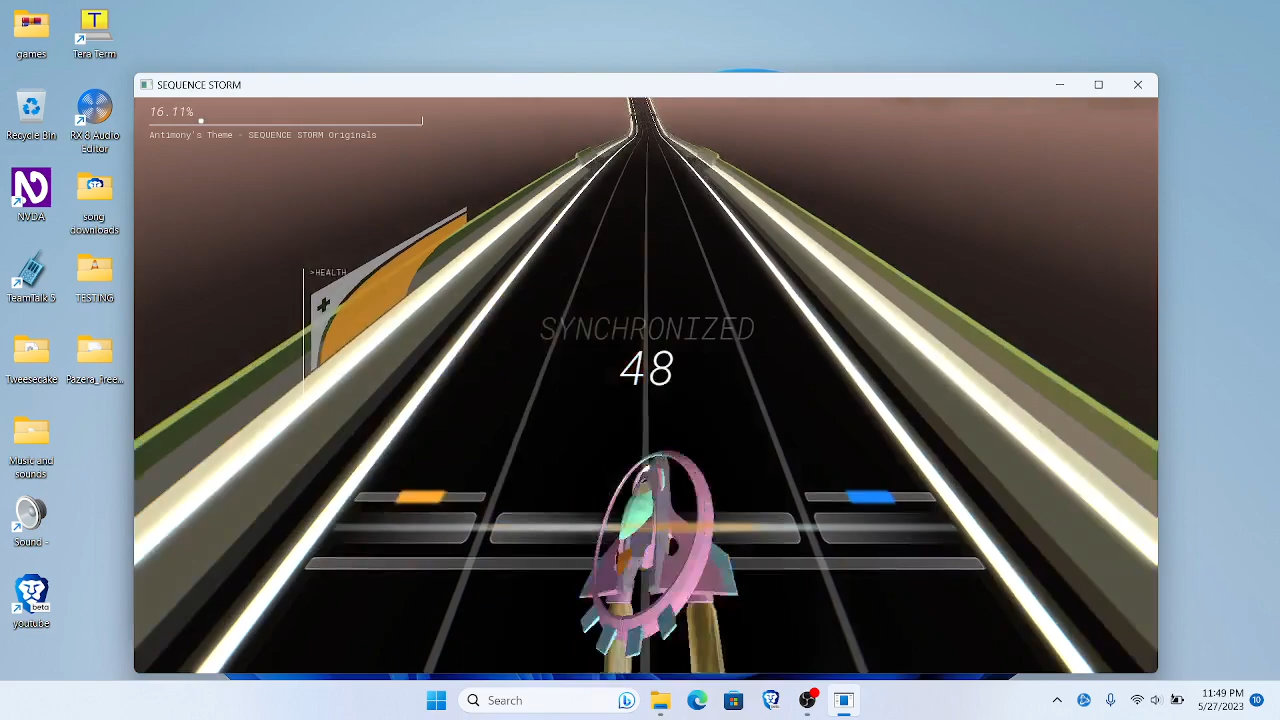 games
Tera Term
Recycle Bin
RX 8 Audio
Editor
NVDA
song
downloads
TeamTalk 5
TESTING
Tweesecake
Pazera_Free...
Music and
sounds
Sound -
beta
youtube
SEQUENCE STORM
16.11%
Antimony's Theme - SEQUENCE STORM Originals
>HEALTH
SYNCHRONIZED
48
Search
11:49 PM
5/27/2023
10